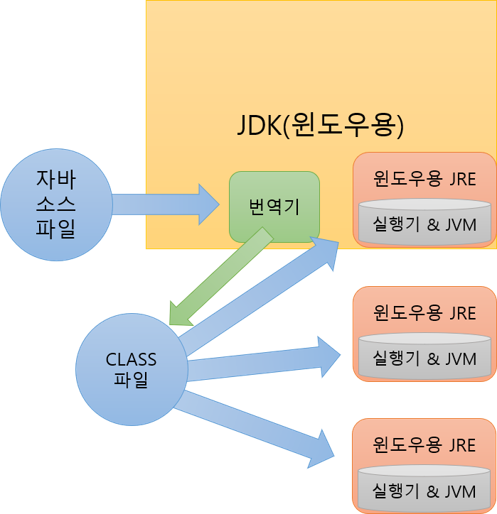 JDK(윈도우용)
자바
소스
파일
번역기
윈도우용 JRE
실행기 & JVM
CLASS
파일
윈도우용 JRE
실행기 & JVM
윈도우용 JRE
실행기 & JVM